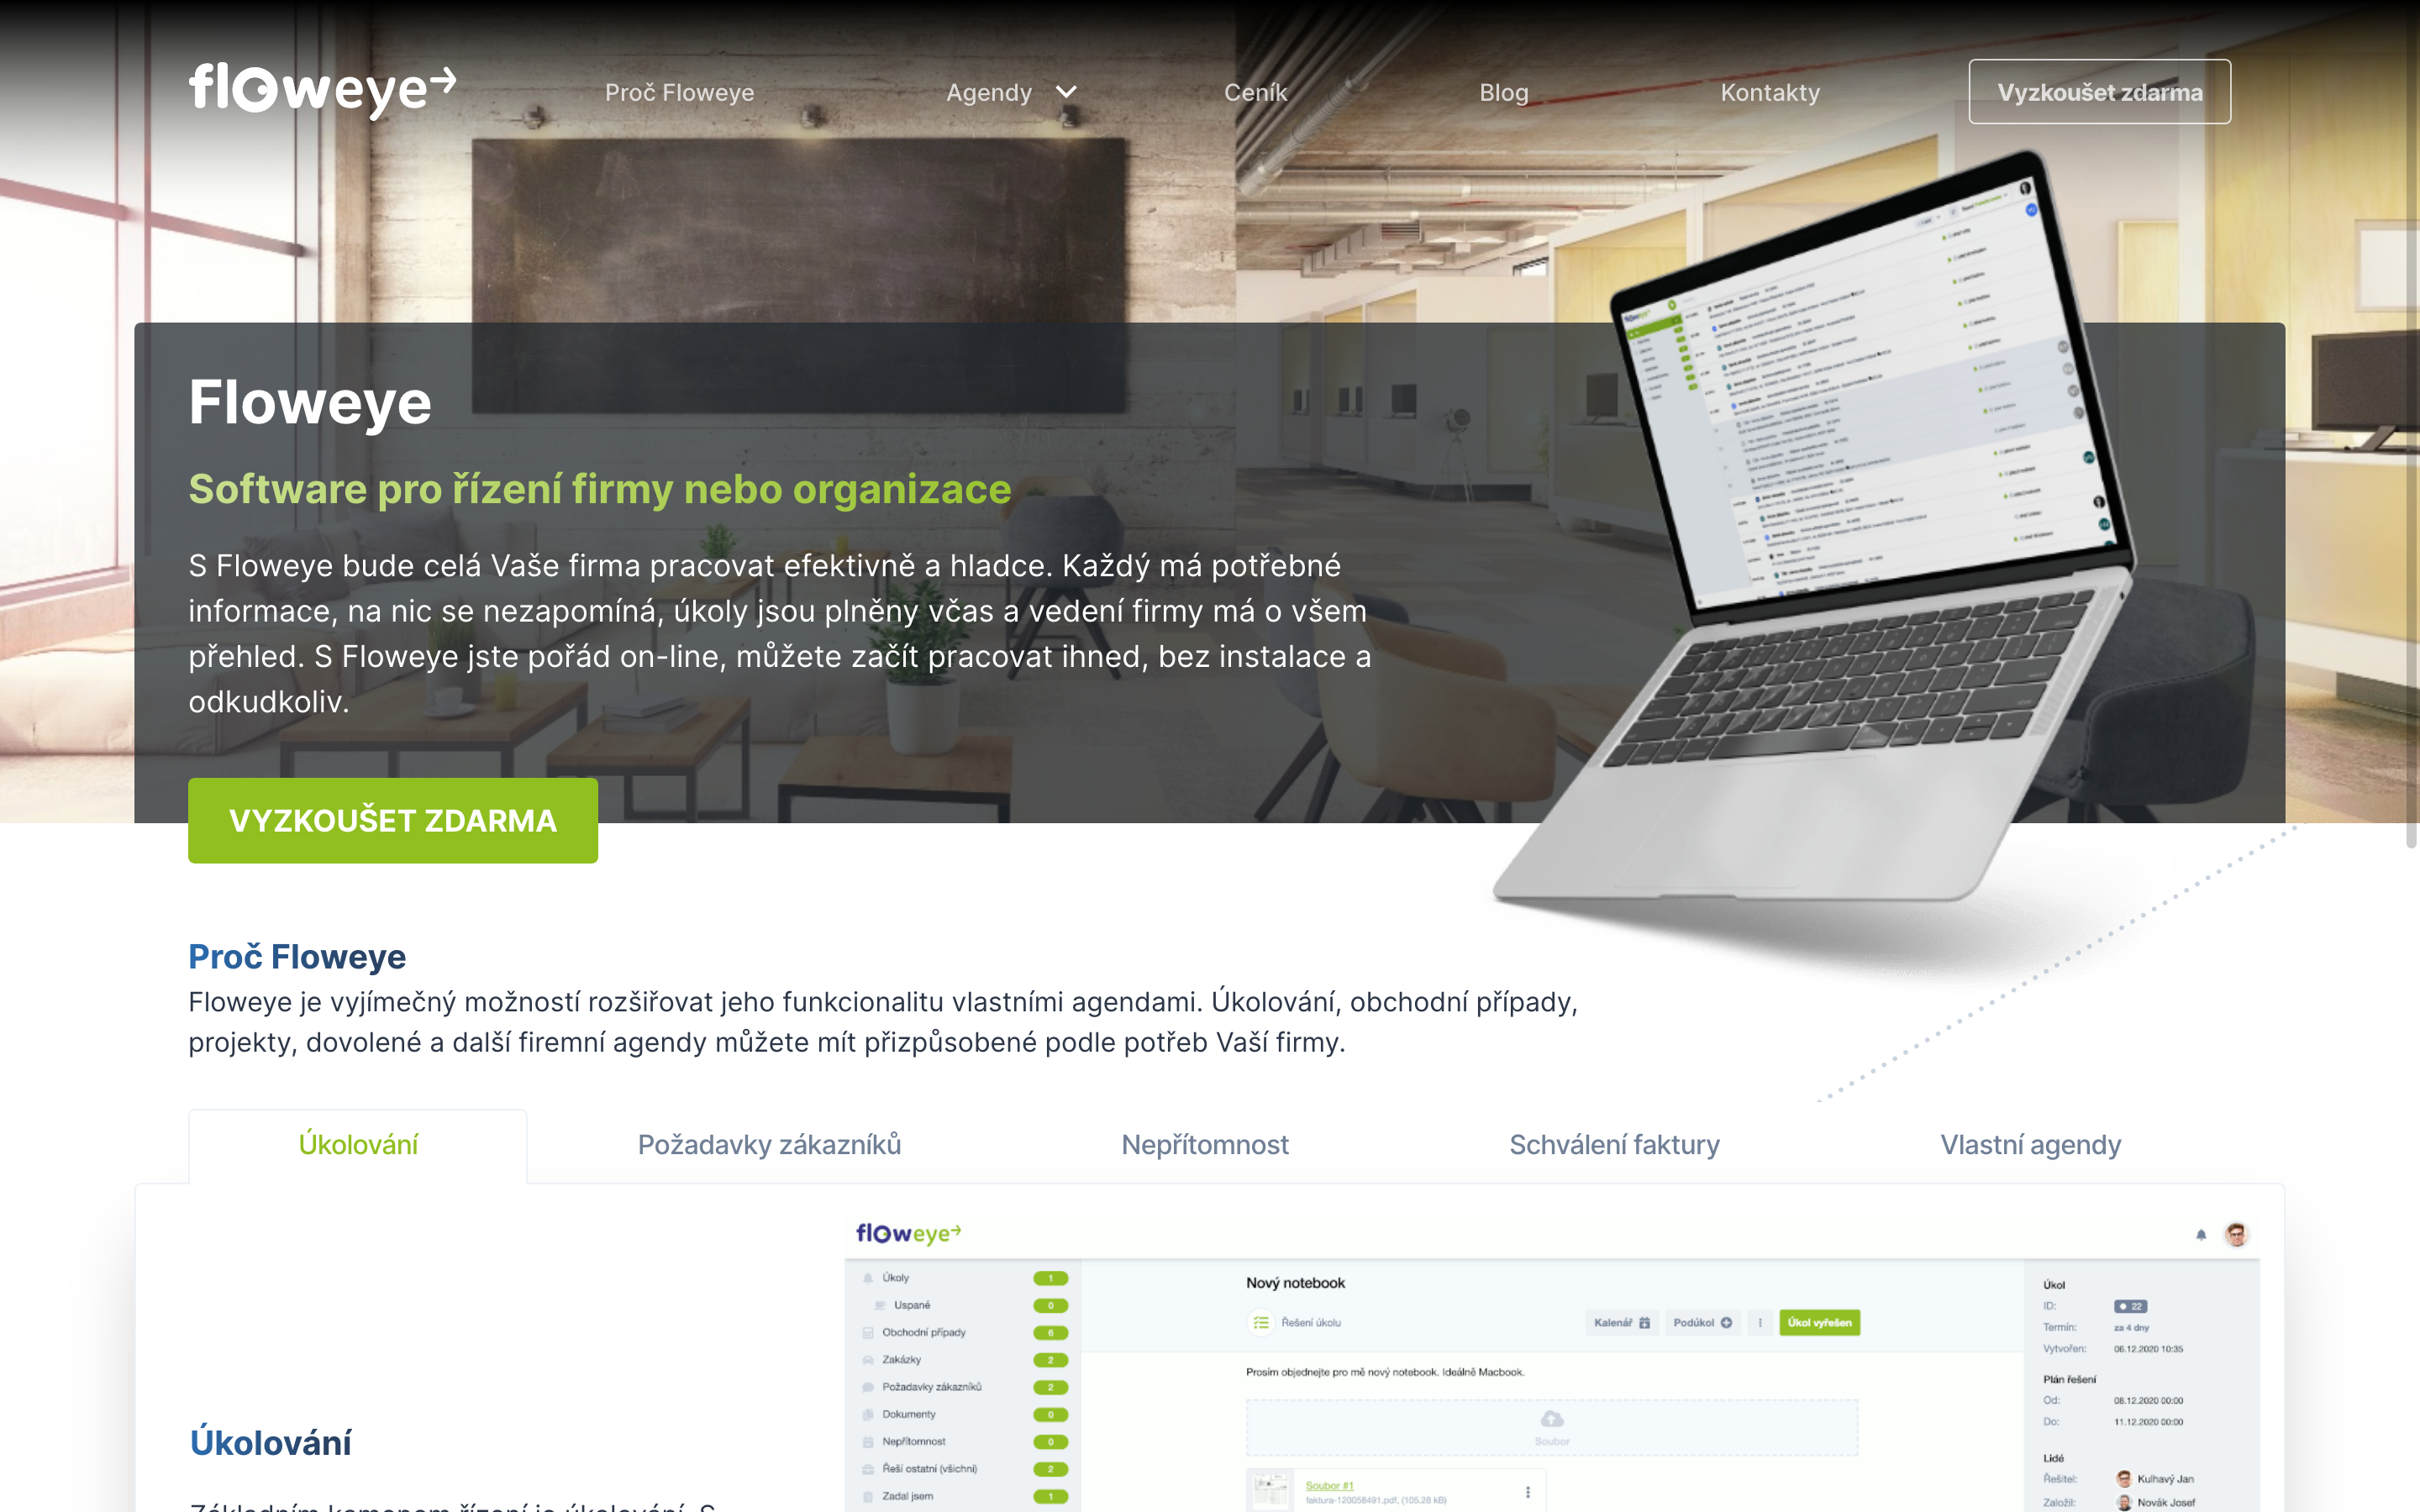 floweye
Proč Floweye
Agendy
Ceník
Blog
Kontakty
Vyzkoušet zdarma
Floweye
Software pro řízení firmy nebo organizace
S Floweye bude celá Vaše firma pracovat efektivně a hladce. Každý má potřebné
informace, na nic se nezapomíná, úkoly jsou plněny včas a vedení firmy má o všem
přehled. S Floweye jste pořád on-line, můžete začít pracovat ihned, bez instalace a
odkudkoliv.
VYZKOUŠET ZDARMA
Proč Floweye
Floweye je vyjímečný možností rozšiřovat jeho funkcionalitu vlastními agendami. Úkolování, obchodní případy,
projekty, dovolené a další firemní agendy můžete mít přizpůsobené podle potřeb Vaší firmy.
Úkolování
Požadavky zákazníků
Nepřítomnost
Schválení faktury
Vlastní agendy
Úkolování
Základním kamenem řízení je úkolování. S
floweye
Úkoly 1
Uspané 0
Obchodní případy 6
Zakázky 2
Požadavky zákazníků 2
Dokumenty 0
Nepřítomnost 0
Řeší ostatní (všichni) 2
Zadal jsem 1
Nový notebook
Řešení úkolu
Kalenář
Podúkol
Úkol vyřešen
Prosím objednejte pro mě nový notebook. Ideálně Macbook.
Soubor
Soubor #1
faktura-120058491.pdf, (105.28 kB)
Úkol
ID: 22
Termín: za 4 dny
Vytvořen: 06.12.2020 10:35
Plán řešení
Od: 08.12.2020 00:00
Do: 11.12.2020 00:00
Lidé
Řešitel: Kulhavý Jan
Založil: Novák Josef